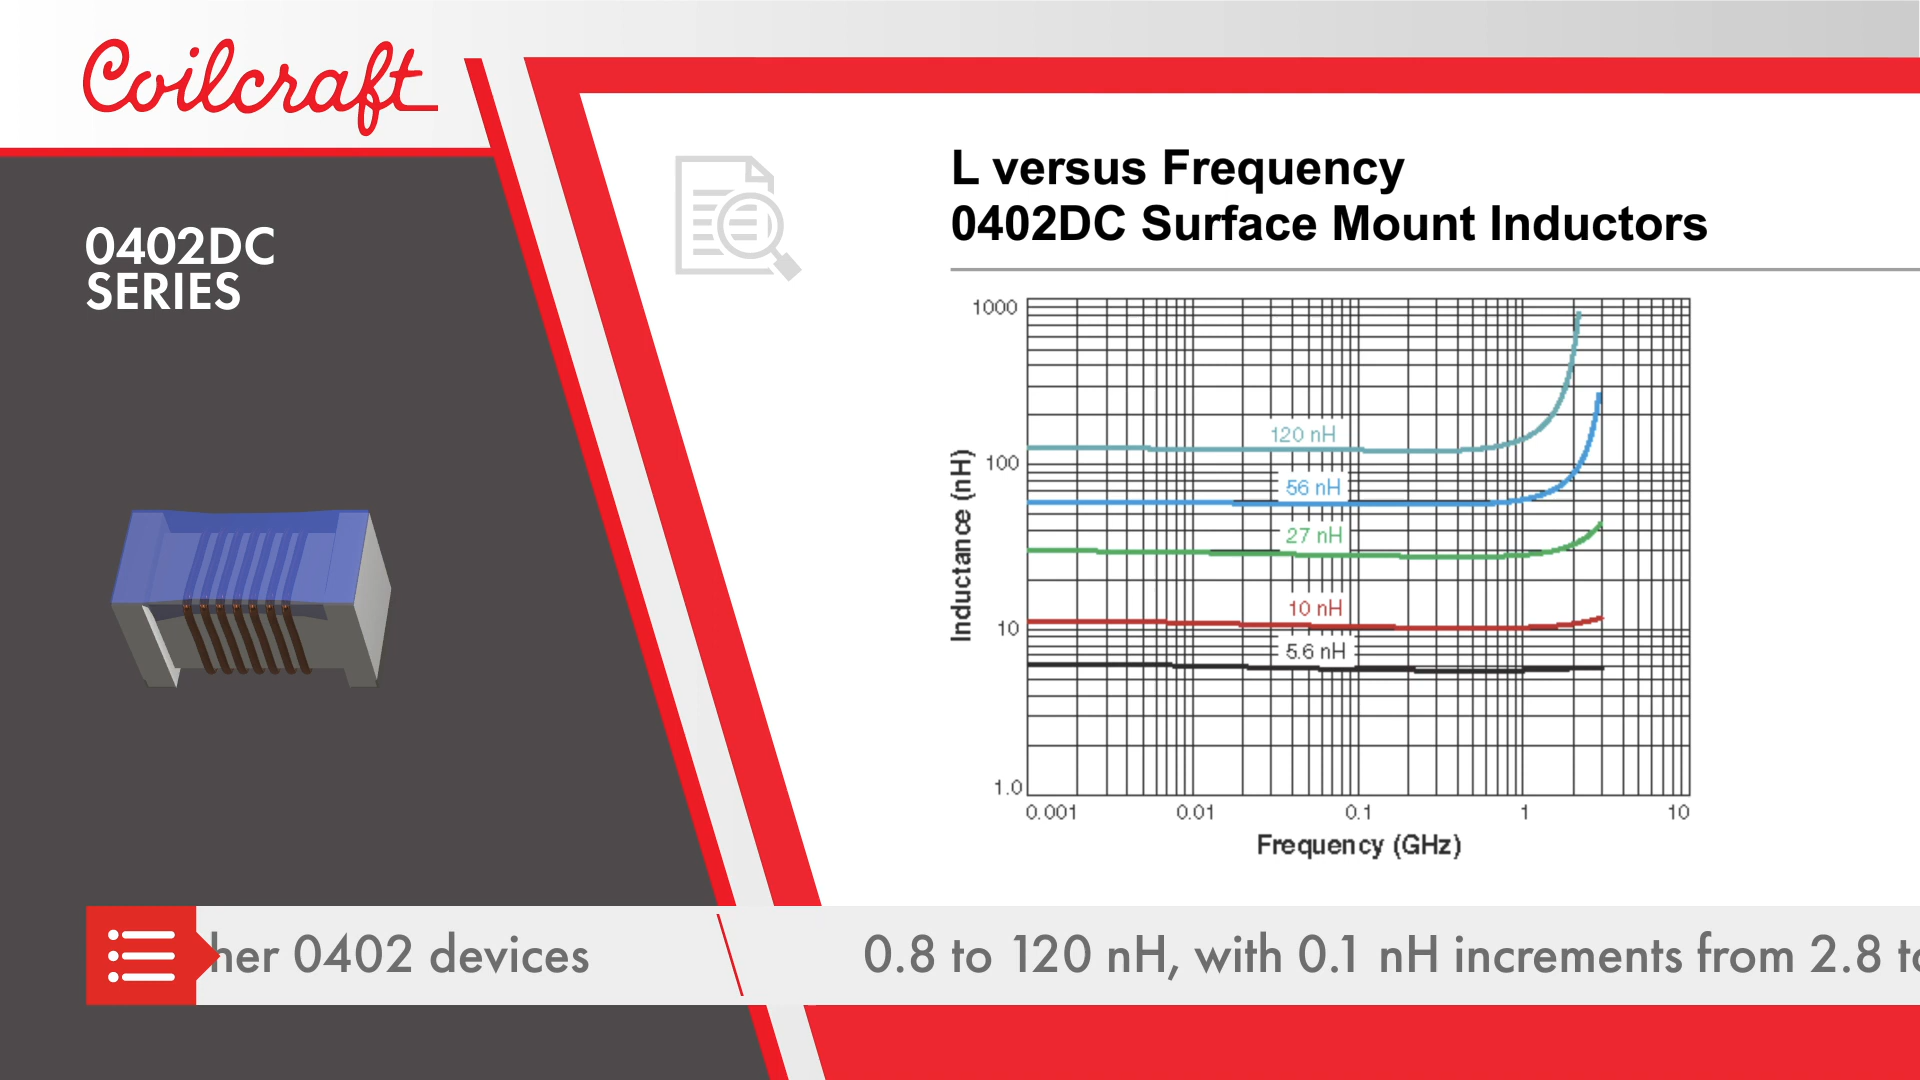 Coilcraft
0402DC
SERIES
L versus Frequency
0402DC Surface Mount Inductors
1000
100
10
1.0
Inductance (nH)
120 nH
56 nH
27 nH
10 nH
5.6 nH
0.001 0.01 0.1 1 10
Frequency (GHz)
her 0402 devices
0.8 to 120 nH, with 0.1 nH increments from 2.8 to